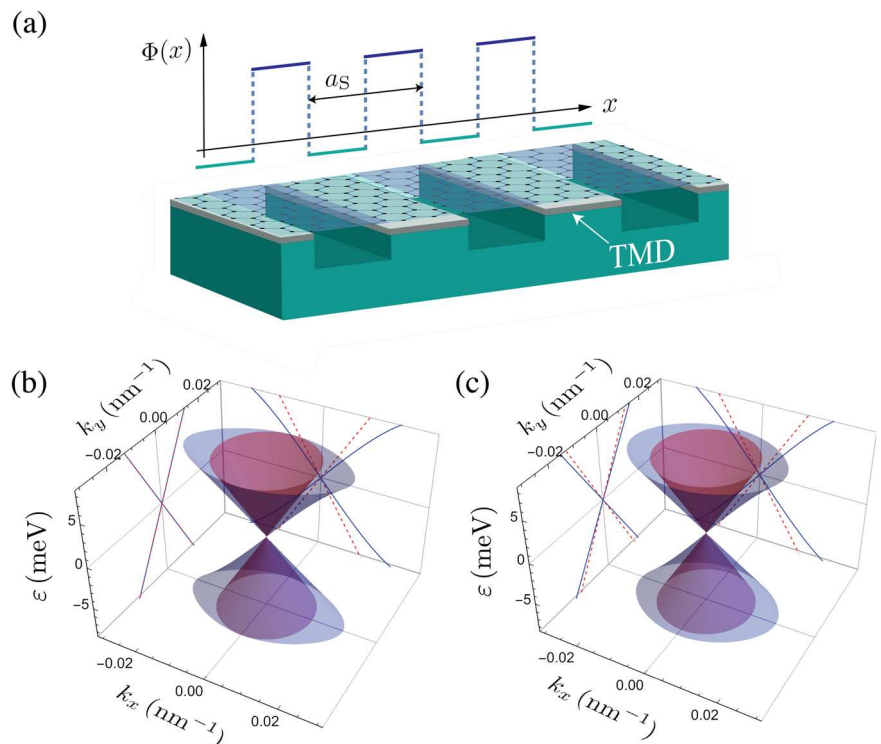 (a)
Φ(x)
a_S
x
TMD
(b)
(c)
k_y (nm⁻¹)
0.02
0.00
−0.02
5
0
−5
ε (meV)
−0.02
0.00
0.02
k_x (nm⁻¹)
k_y (nm⁻¹)
0.02
0.00
−0.02
5
0
−5
ε (meV)
−0.02
0.00
0.02
k_x (nm⁻¹)